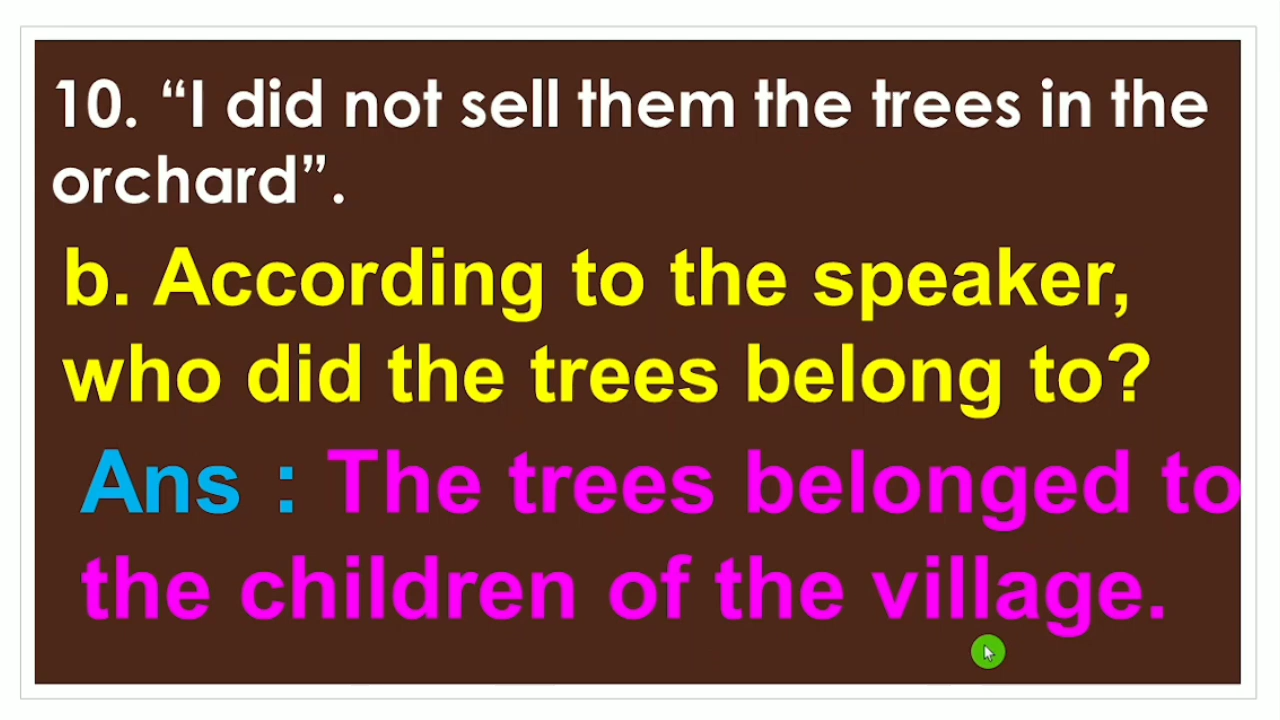 10. “I did not sell them the trees in the
orchard”.
b. According to the speaker,
who did the trees belong to?
Ans : The trees belonged to
the children of the village.